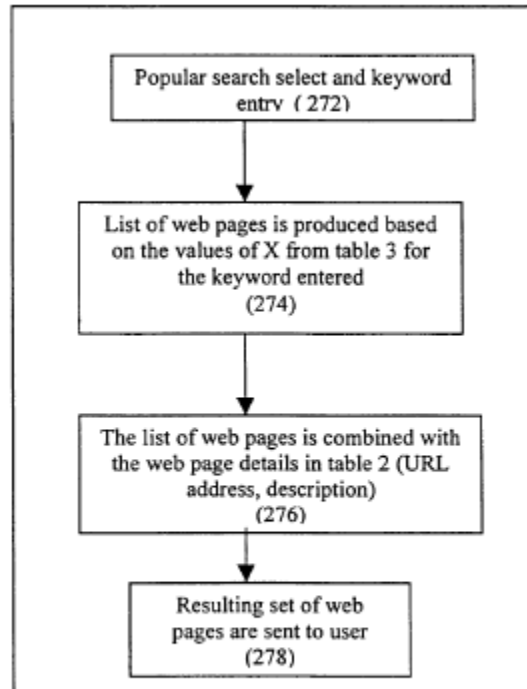 Popular search select and keyword
entry ( 272)
List of web pages is produced based
on the values of X from table 3 for
the keyword entered
(274)
The list of web pages is combined with
the web page details in table 2 (URL
address, description)
(276)
Resulting set of web
pages are sent to user
(278)